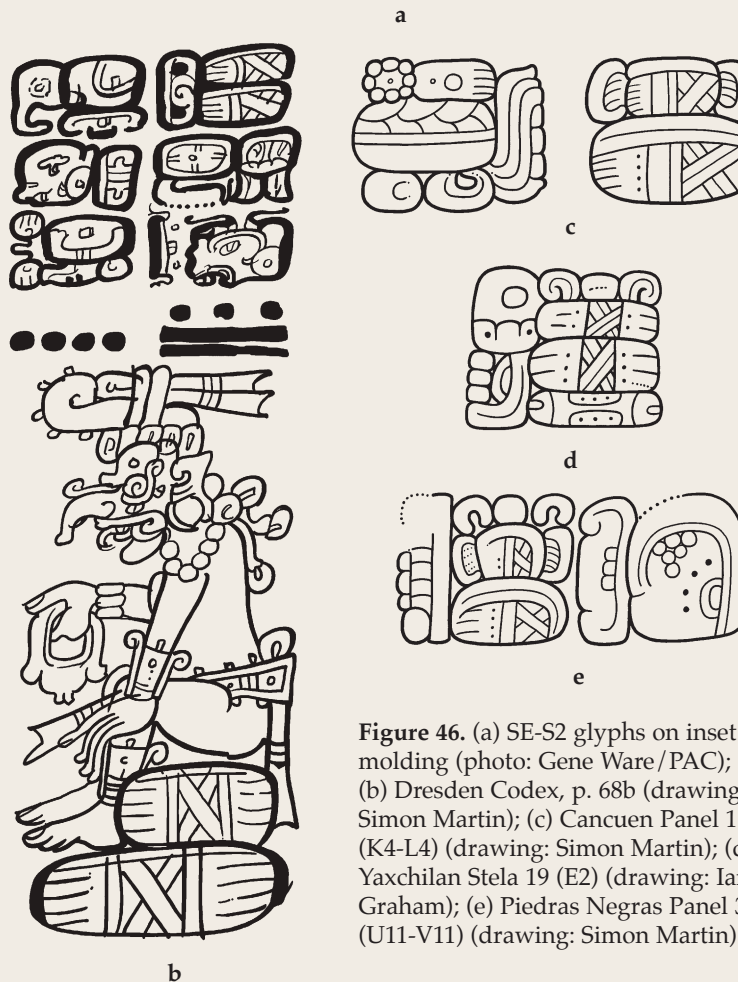 a
c
d
e
b
Figure 46. (a) SE-S2 glyphs on inset
molding (photo: Gene Ware/PAC);
(b) Dresden Codex, p. 68b (drawing:
Simon Martin); (c) Cancuen Panel 1
(K4-L4) (drawing: Simon Martin); (d)
Yaxchilan Stela 19 (E2) (drawing: Ian
Graham); (e) Piedras Negras Panel 3
(U11-V11) (drawing: Simon Martin)